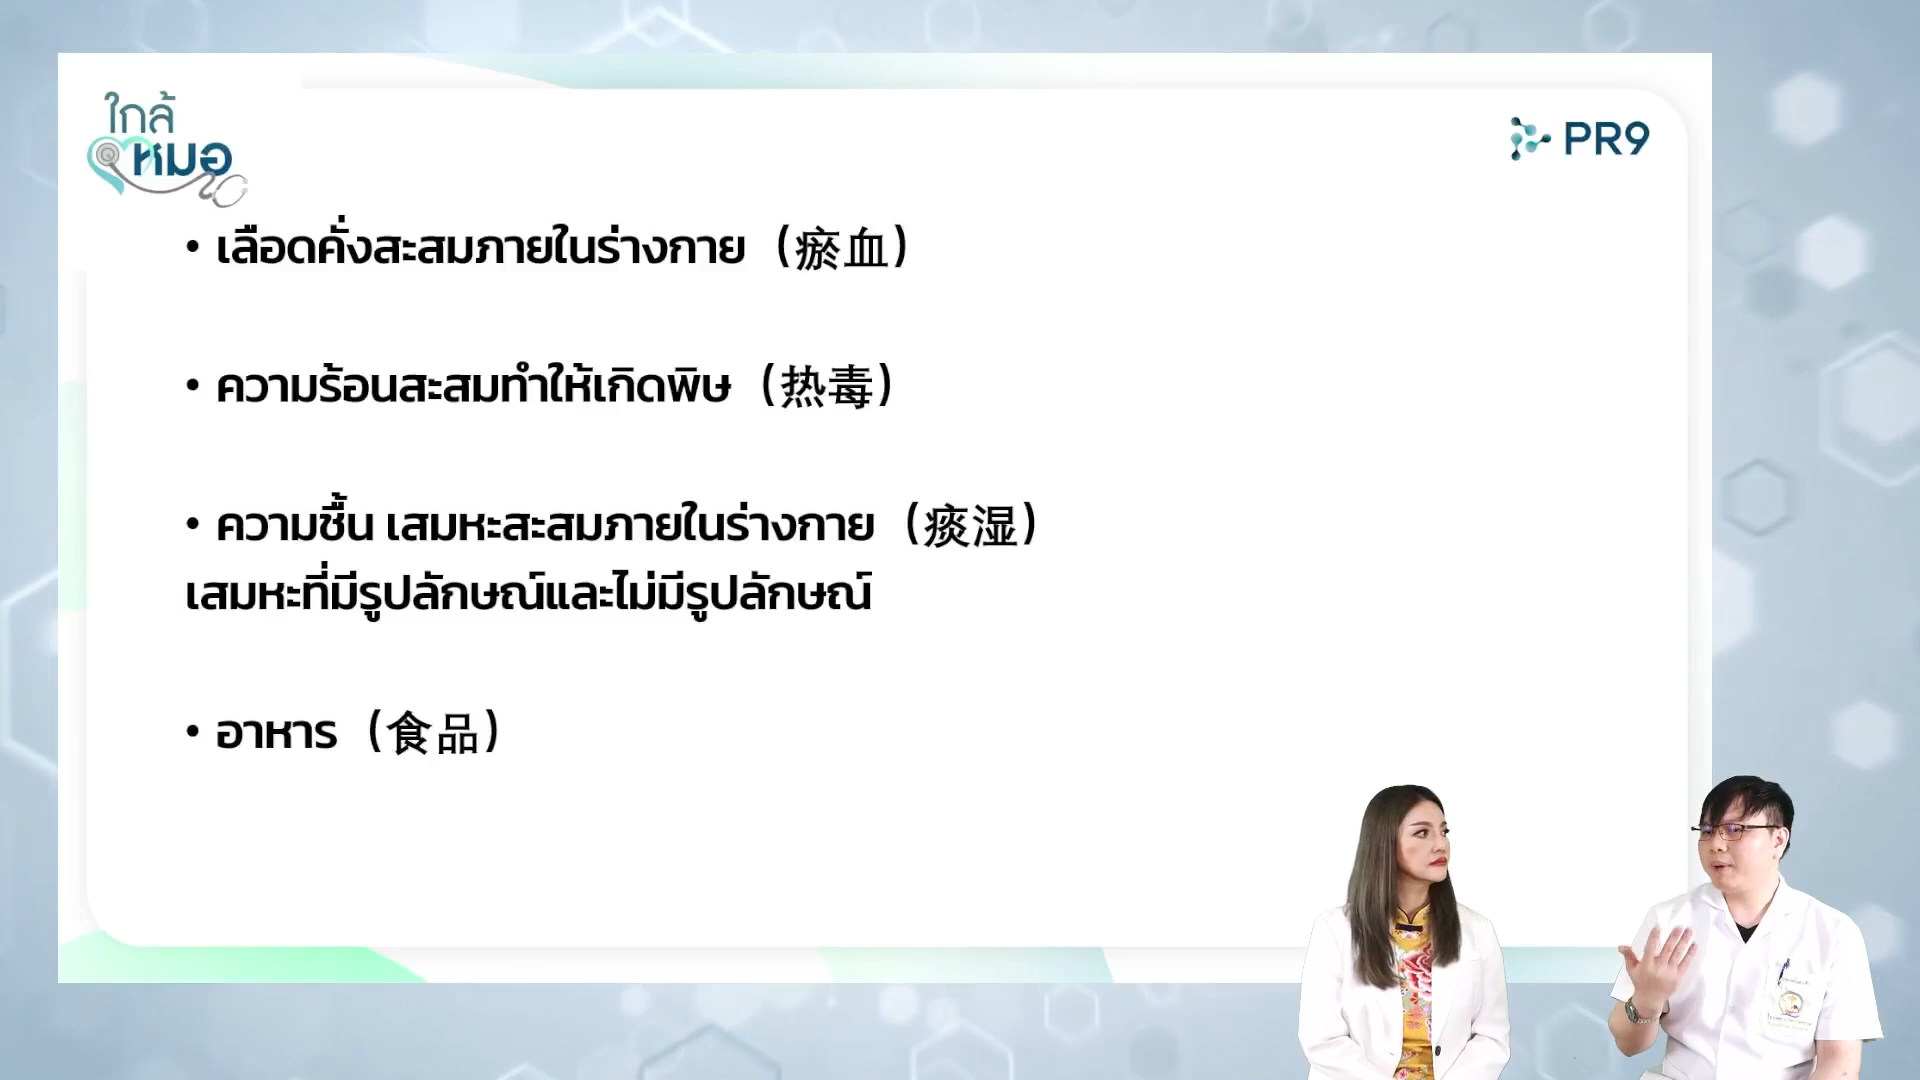 ใกล้
หมอ
PR9
• เลือดคั่งสะสมภายในร่างกาย（瘀血）
• ความร้อนสะสมทำให้เกิดพิษ（热毒）
• ความชื้น เสมหะสะสมภายในร่างกาย（痰湿）
เสมหะที่มีรูปลักษณ์และไม่มีรูปลักษณ์
• อาหาร（食品）